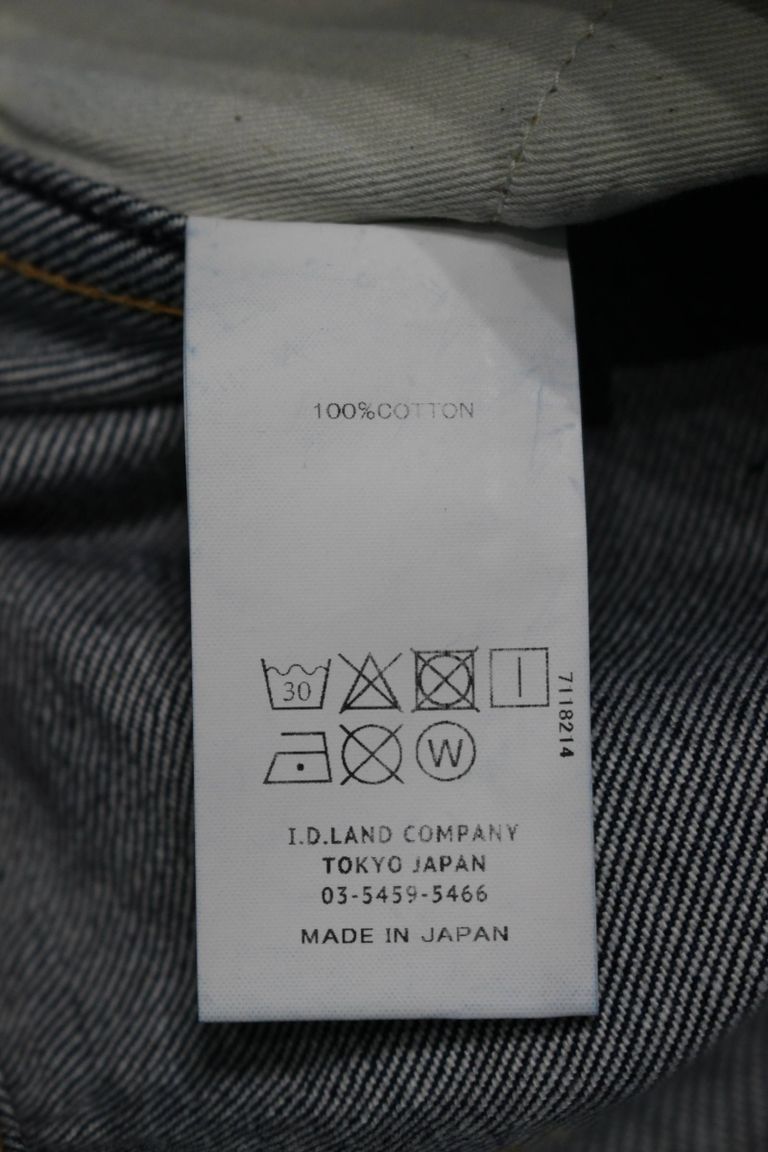 100%COTTON
30
W
7118214
I.D.LAND COMPANY
TOKYO JAPAN
03-5459-5466
MADE IN JAPAN